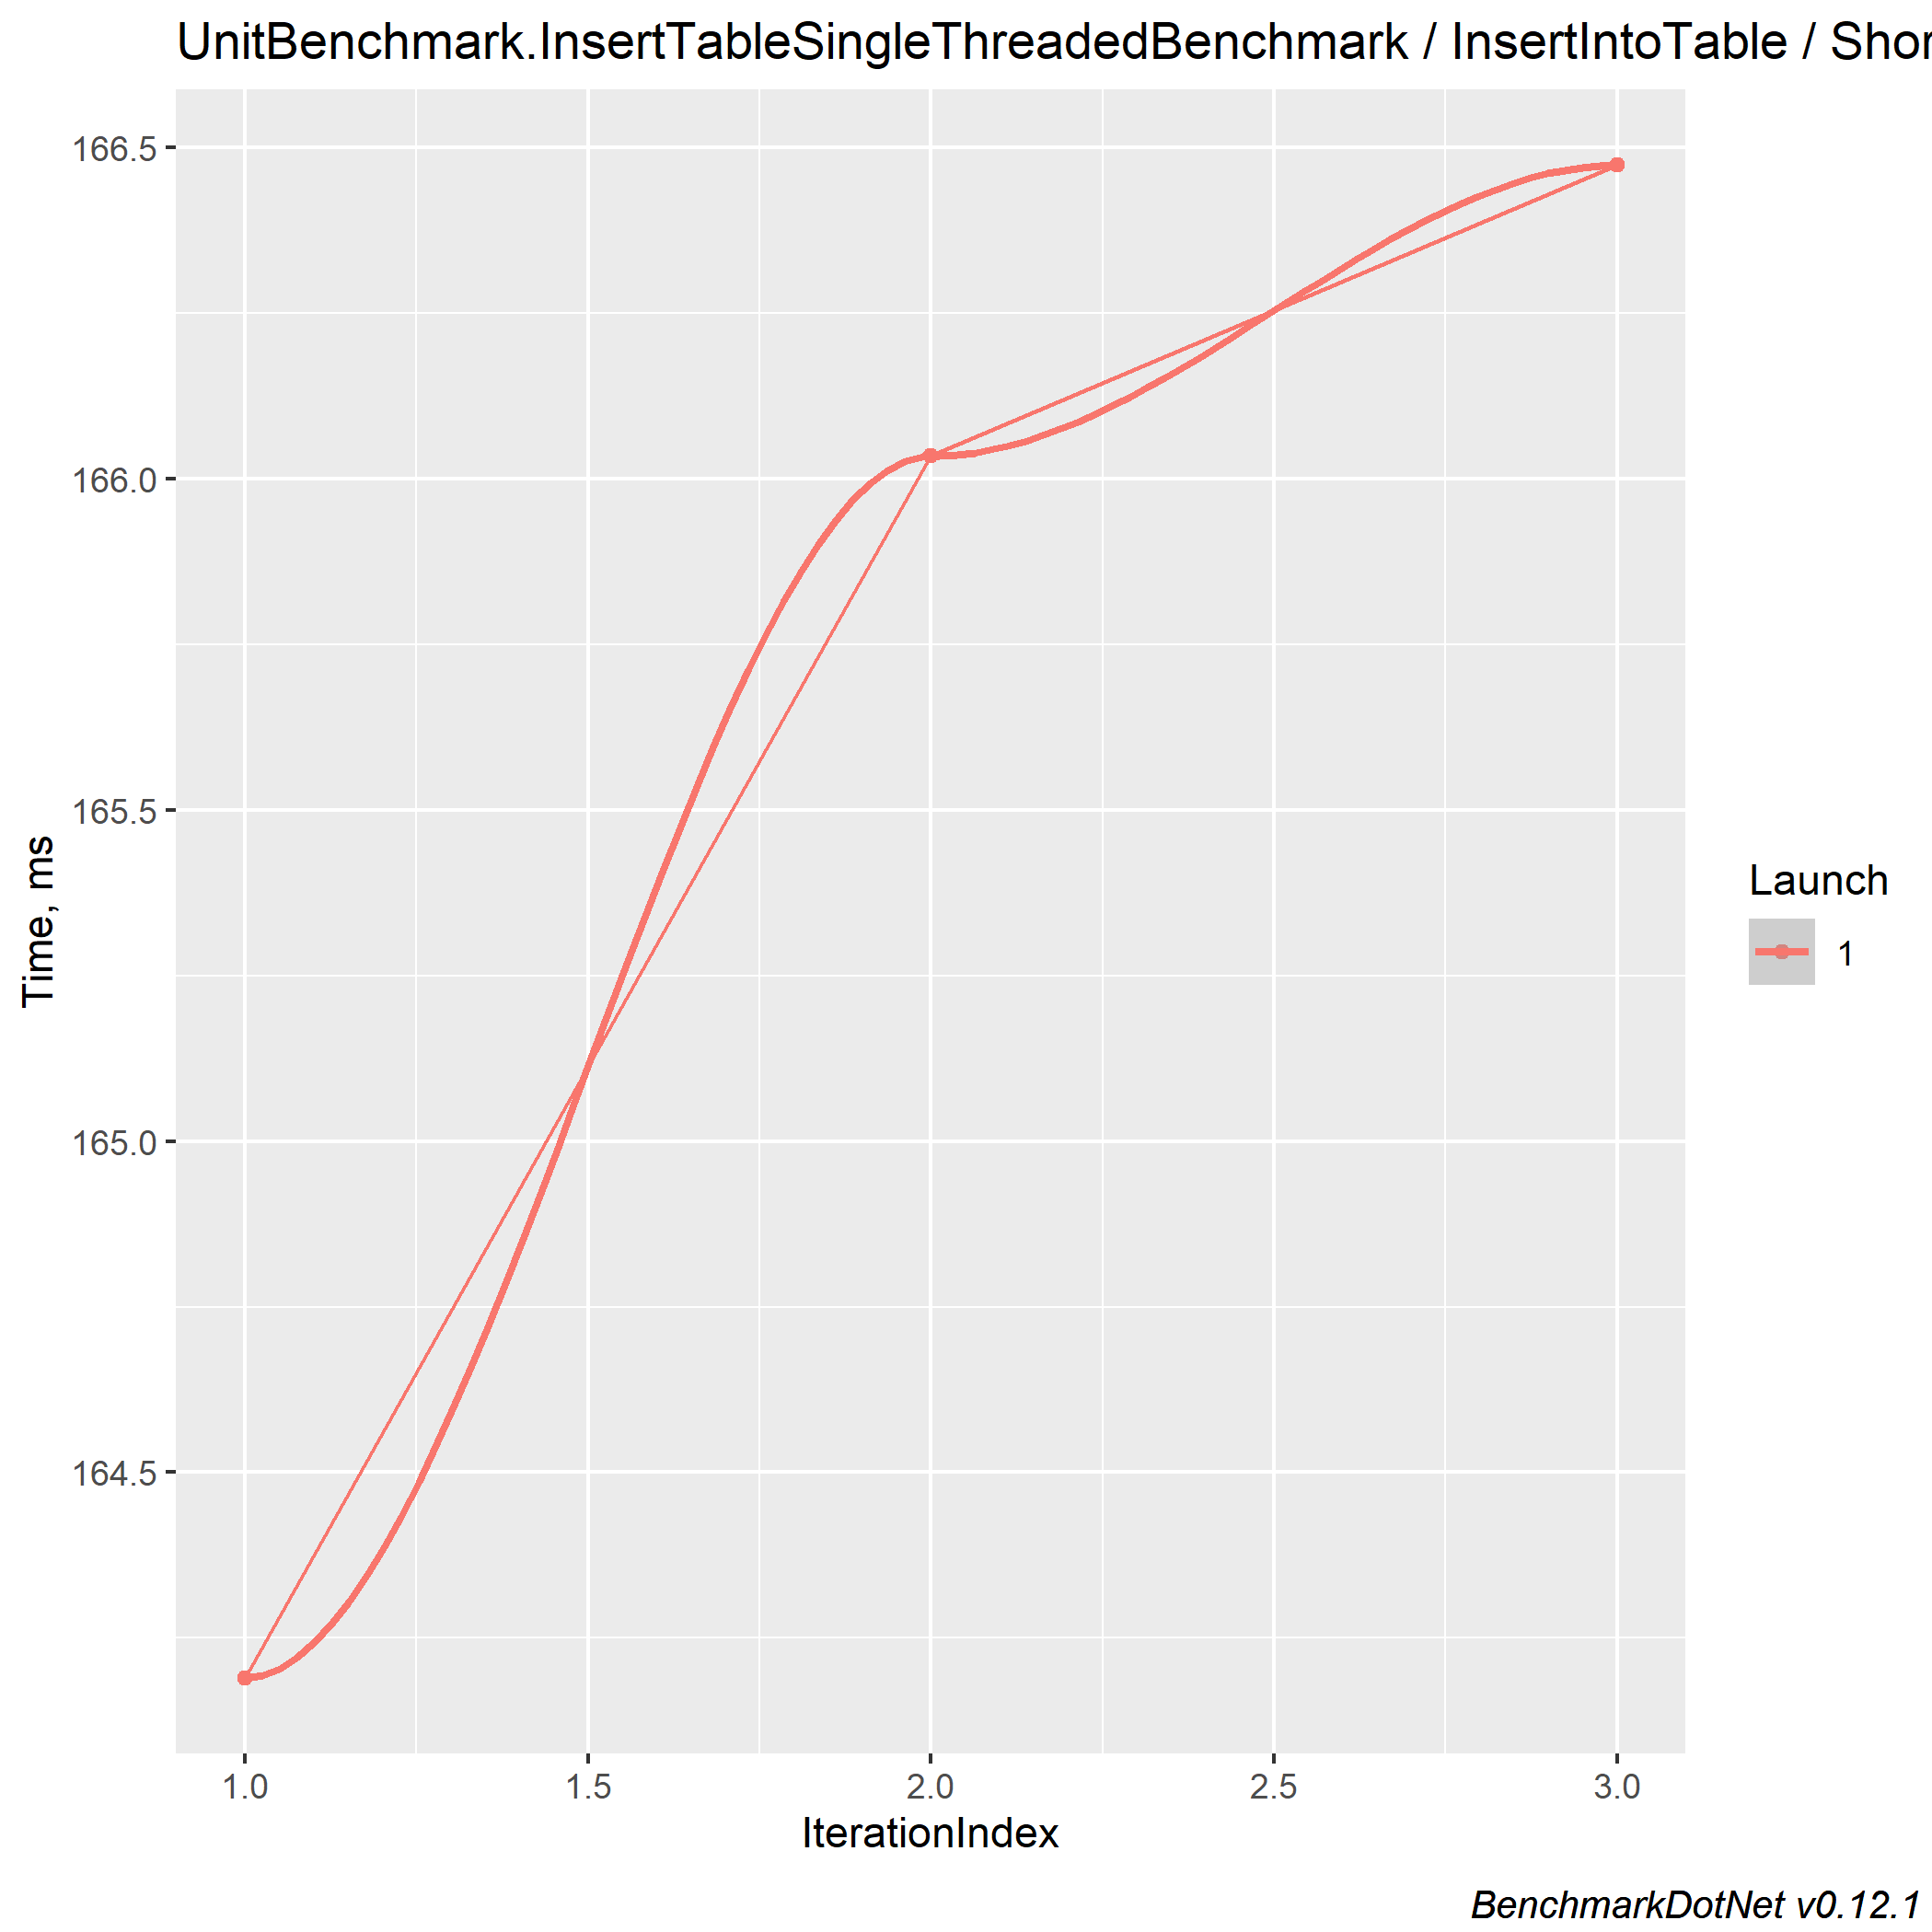 UnitBenchmark.InsertTableSingleThreadedBenchmark / InsertIntoTable / Shor
166.5
166.0
165.5
165.0
164.5
Time, ms
1.0 1.5 2.0 2.5 3.0
IterationIndex
Launch
1
BenchmarkDotNet v0.12.1